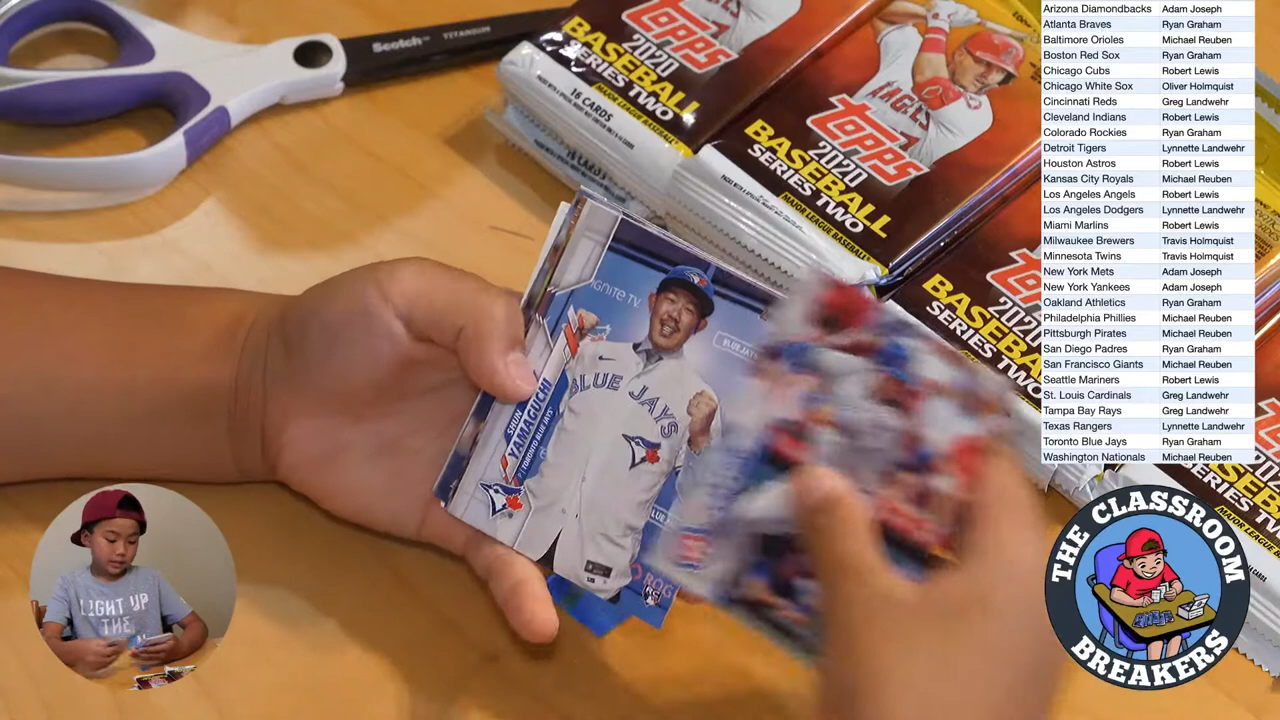 Scotch™ TITANIUM
TOPPS
2020
BASEBALL
SERIES TWO
16 CARDS
MAJOR LEAGUE BASEBALL
ANGELS
TOPPS
2020
BASEBALL
SERIES TWO
MAJOR LEAGUE BASEBALL
TOPPS
2020
BASEBALL
SERIES TWO
IGNITE TV
BLUEJAYS
BLUE JAYS
SHUN
YAMAGUCHI
P | TORONTO BLUE JAYS
LIGHT UP
THE
Arizona Diamondbacks Adam Joseph
Atlanta Braves Ryan Graham
Baltimore Orioles Michael Reuben
Boston Red Sox Ryan Graham
Chicago Cubs Robert Lewis
Chicago White Sox Oliver Holmquist
Cincinnati Reds Greg Landwehr
Cleveland Indians Robert Lewis
Colorado Rockies Ryan Graham
Detroit Tigers Lynnette Landwehr
Houston Astros Robert Lewis
Kansas City Royals Michael Reuben
Los Angeles Angels Robert Lewis
Los Angeles Dodgers Lynnette Landwehr
Miami Marlins Robert Lewis
Milwaukee Brewers Travis Holmquist
Minnesota Twins Travis Holmquist
New York Mets Adam Joseph
New York Yankees Adam Joseph
Oakland Athletics Ryan Graham
Philadelphia Phillies Michael Reuben
Pittsburgh Pirates Michael Reuben
San Diego Padres Ryan Graham
San Francisco Giants Michael Reuben
Seattle Mariners Robert Lewis
St. Louis Cardinals Greg Landwehr
Tampa Bay Rays Greg Landwehr
Texas Rangers Lynnette Landwehr
Toronto Blue Jays Ryan Graham
Washington Nationals Michael Reuben
THE CLASSROOM
BREAKERS